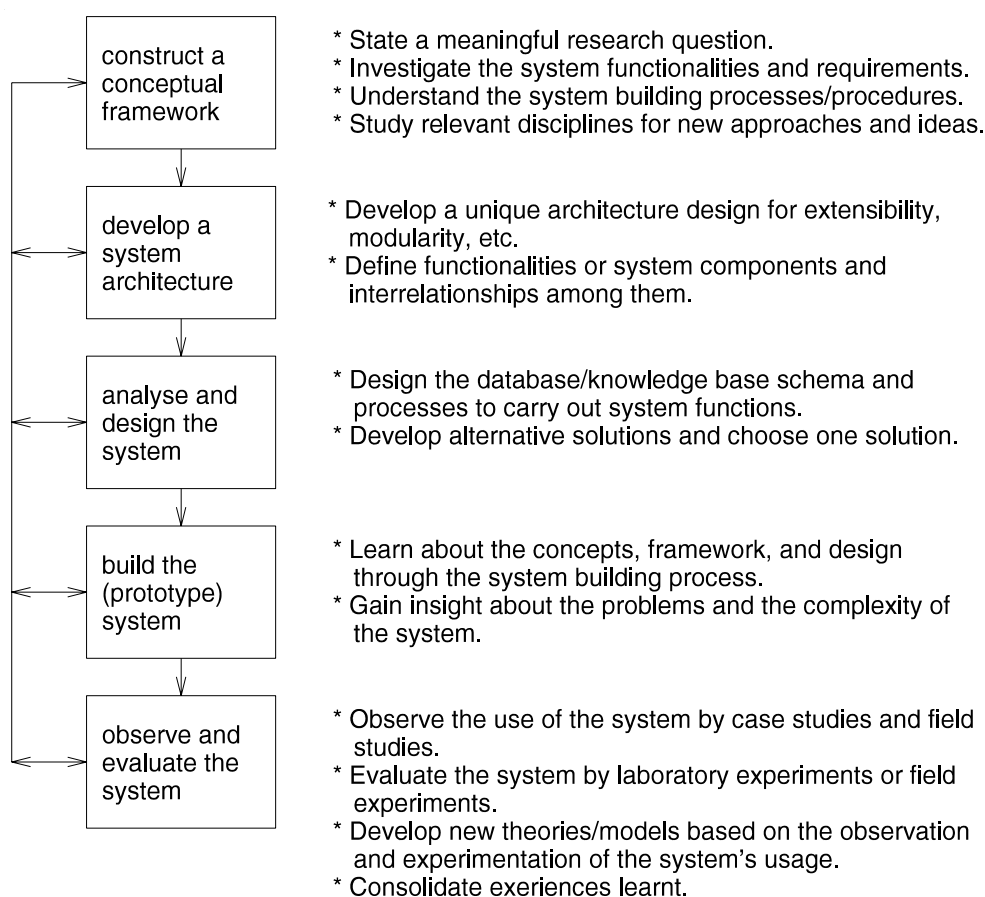 construct a
conceptual
framework
* State a meaningful research question.
* Investigate the system functionalities and requirements.
* Understand the system building processes/procedures.
* Study relevant disciplines for new approaches and ideas.
develop a
system
architecture
* Develop a unique architecture design for extensibility,
modularity, etc.
* Define functionalities or system components and
interrelationships among them.
analyse and
design the
system
* Design the database/knowledge base schema and
processes to carry out system functions.
* Develop alternative solutions and choose one solution.
build the
(prototype)
system
* Learn about the concepts, framework, and design
through the system building process.
* Gain insight about the problems and the complexity of
the system.
observe and
evaluate the
system
* Observe the use of the system by case studies and field
studies.
* Evaluate the system by laboratory experiments or field
experiments.
* Develop new theories/models based on the observation
and experimentation of the system's usage.
* Consolidate exeriences learnt.